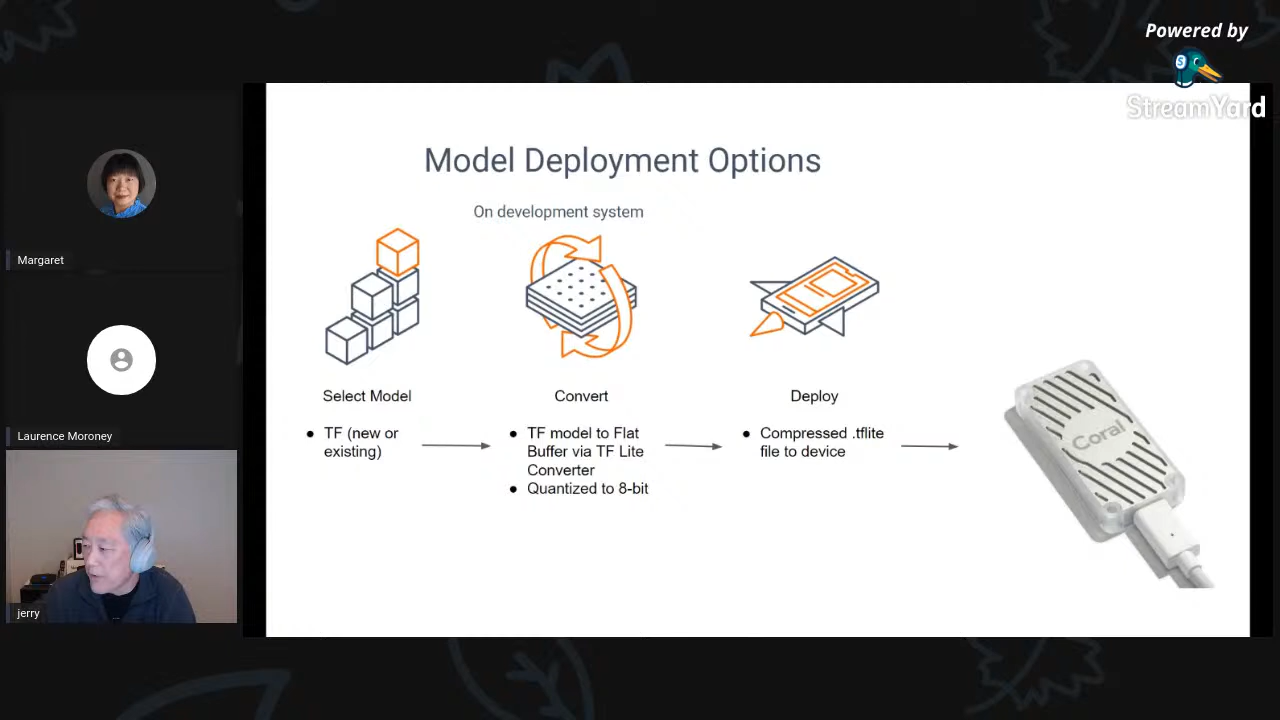 Powered by
S
StreamYard
Margaret
Laurence Moroney
jerry
Model Deployment Options
On development system
Select Model
● TF (new or
existing)
Convert
● TF model to Flat
Buffer via TF Lite
Converter
● Quantized to 8-bit
Deploy
● Compressed .tflite
file to device
Coral